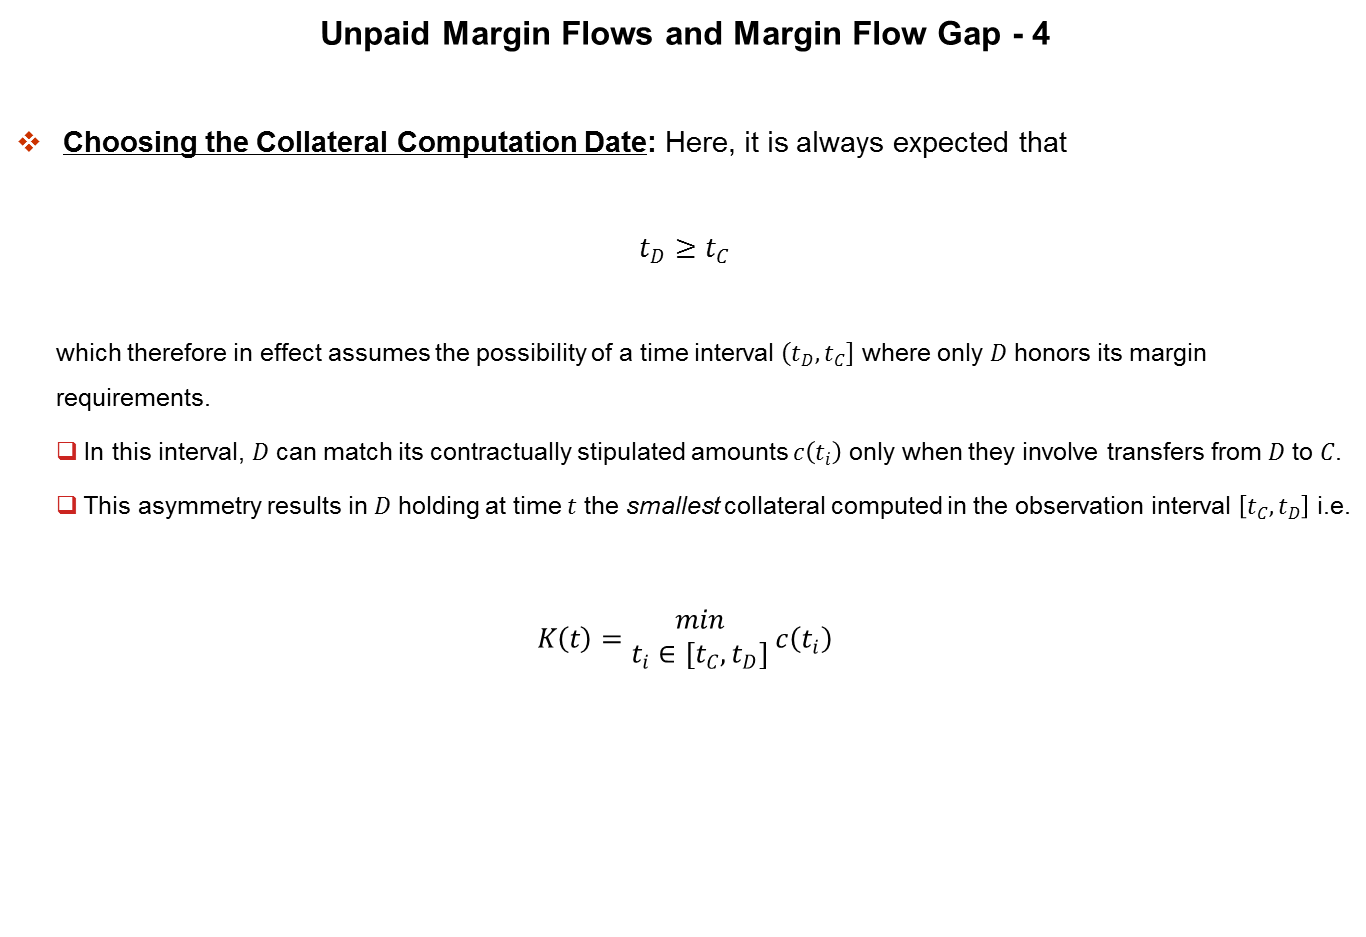 Unpaid Margin Flows and Margin Flow Gap - 4
Choosing the Collateral Computation Date: Here, it is always expected that
t_D ≥ t_C
which therefore in effect assumes the possibility of a time interval (t_D, t_C] where only D honors its margin
requirements.
In this interval, D can match its contractually stipulated amounts c(t_i) only when they involve transfers from D to C.
This asymmetry results in D holding at time t the smallest collateral computed in the observation interval [t_C, t_D] i.e.
K(t) = min t_i ∈ [t_C, t_D] c(t_i)